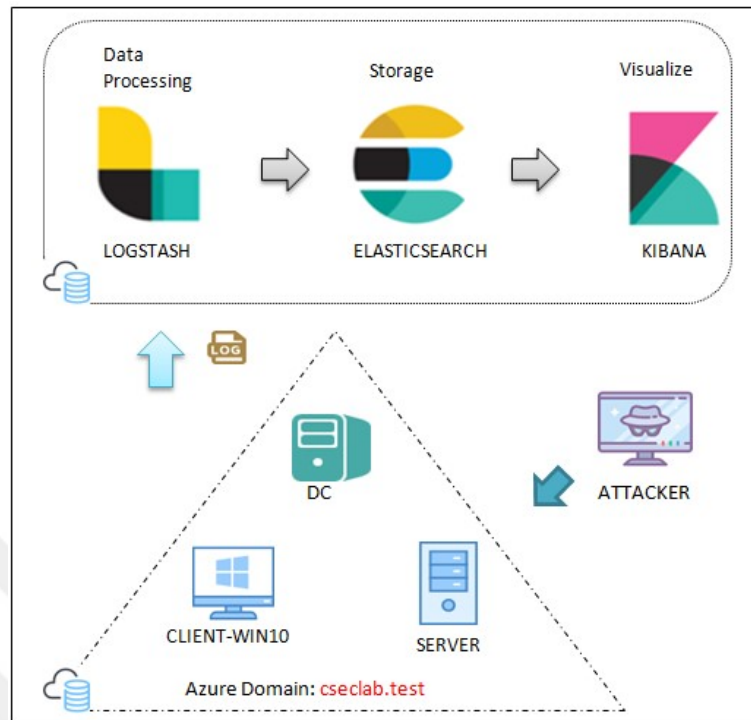 Data
Processing
Storage
Visualize
LOGSTASH
ELASTICSEARCH
KIBANA
LOG
DC
ATTACKER
CLIENT-WIN10
SERVER
Azure Domain: cseclab.test